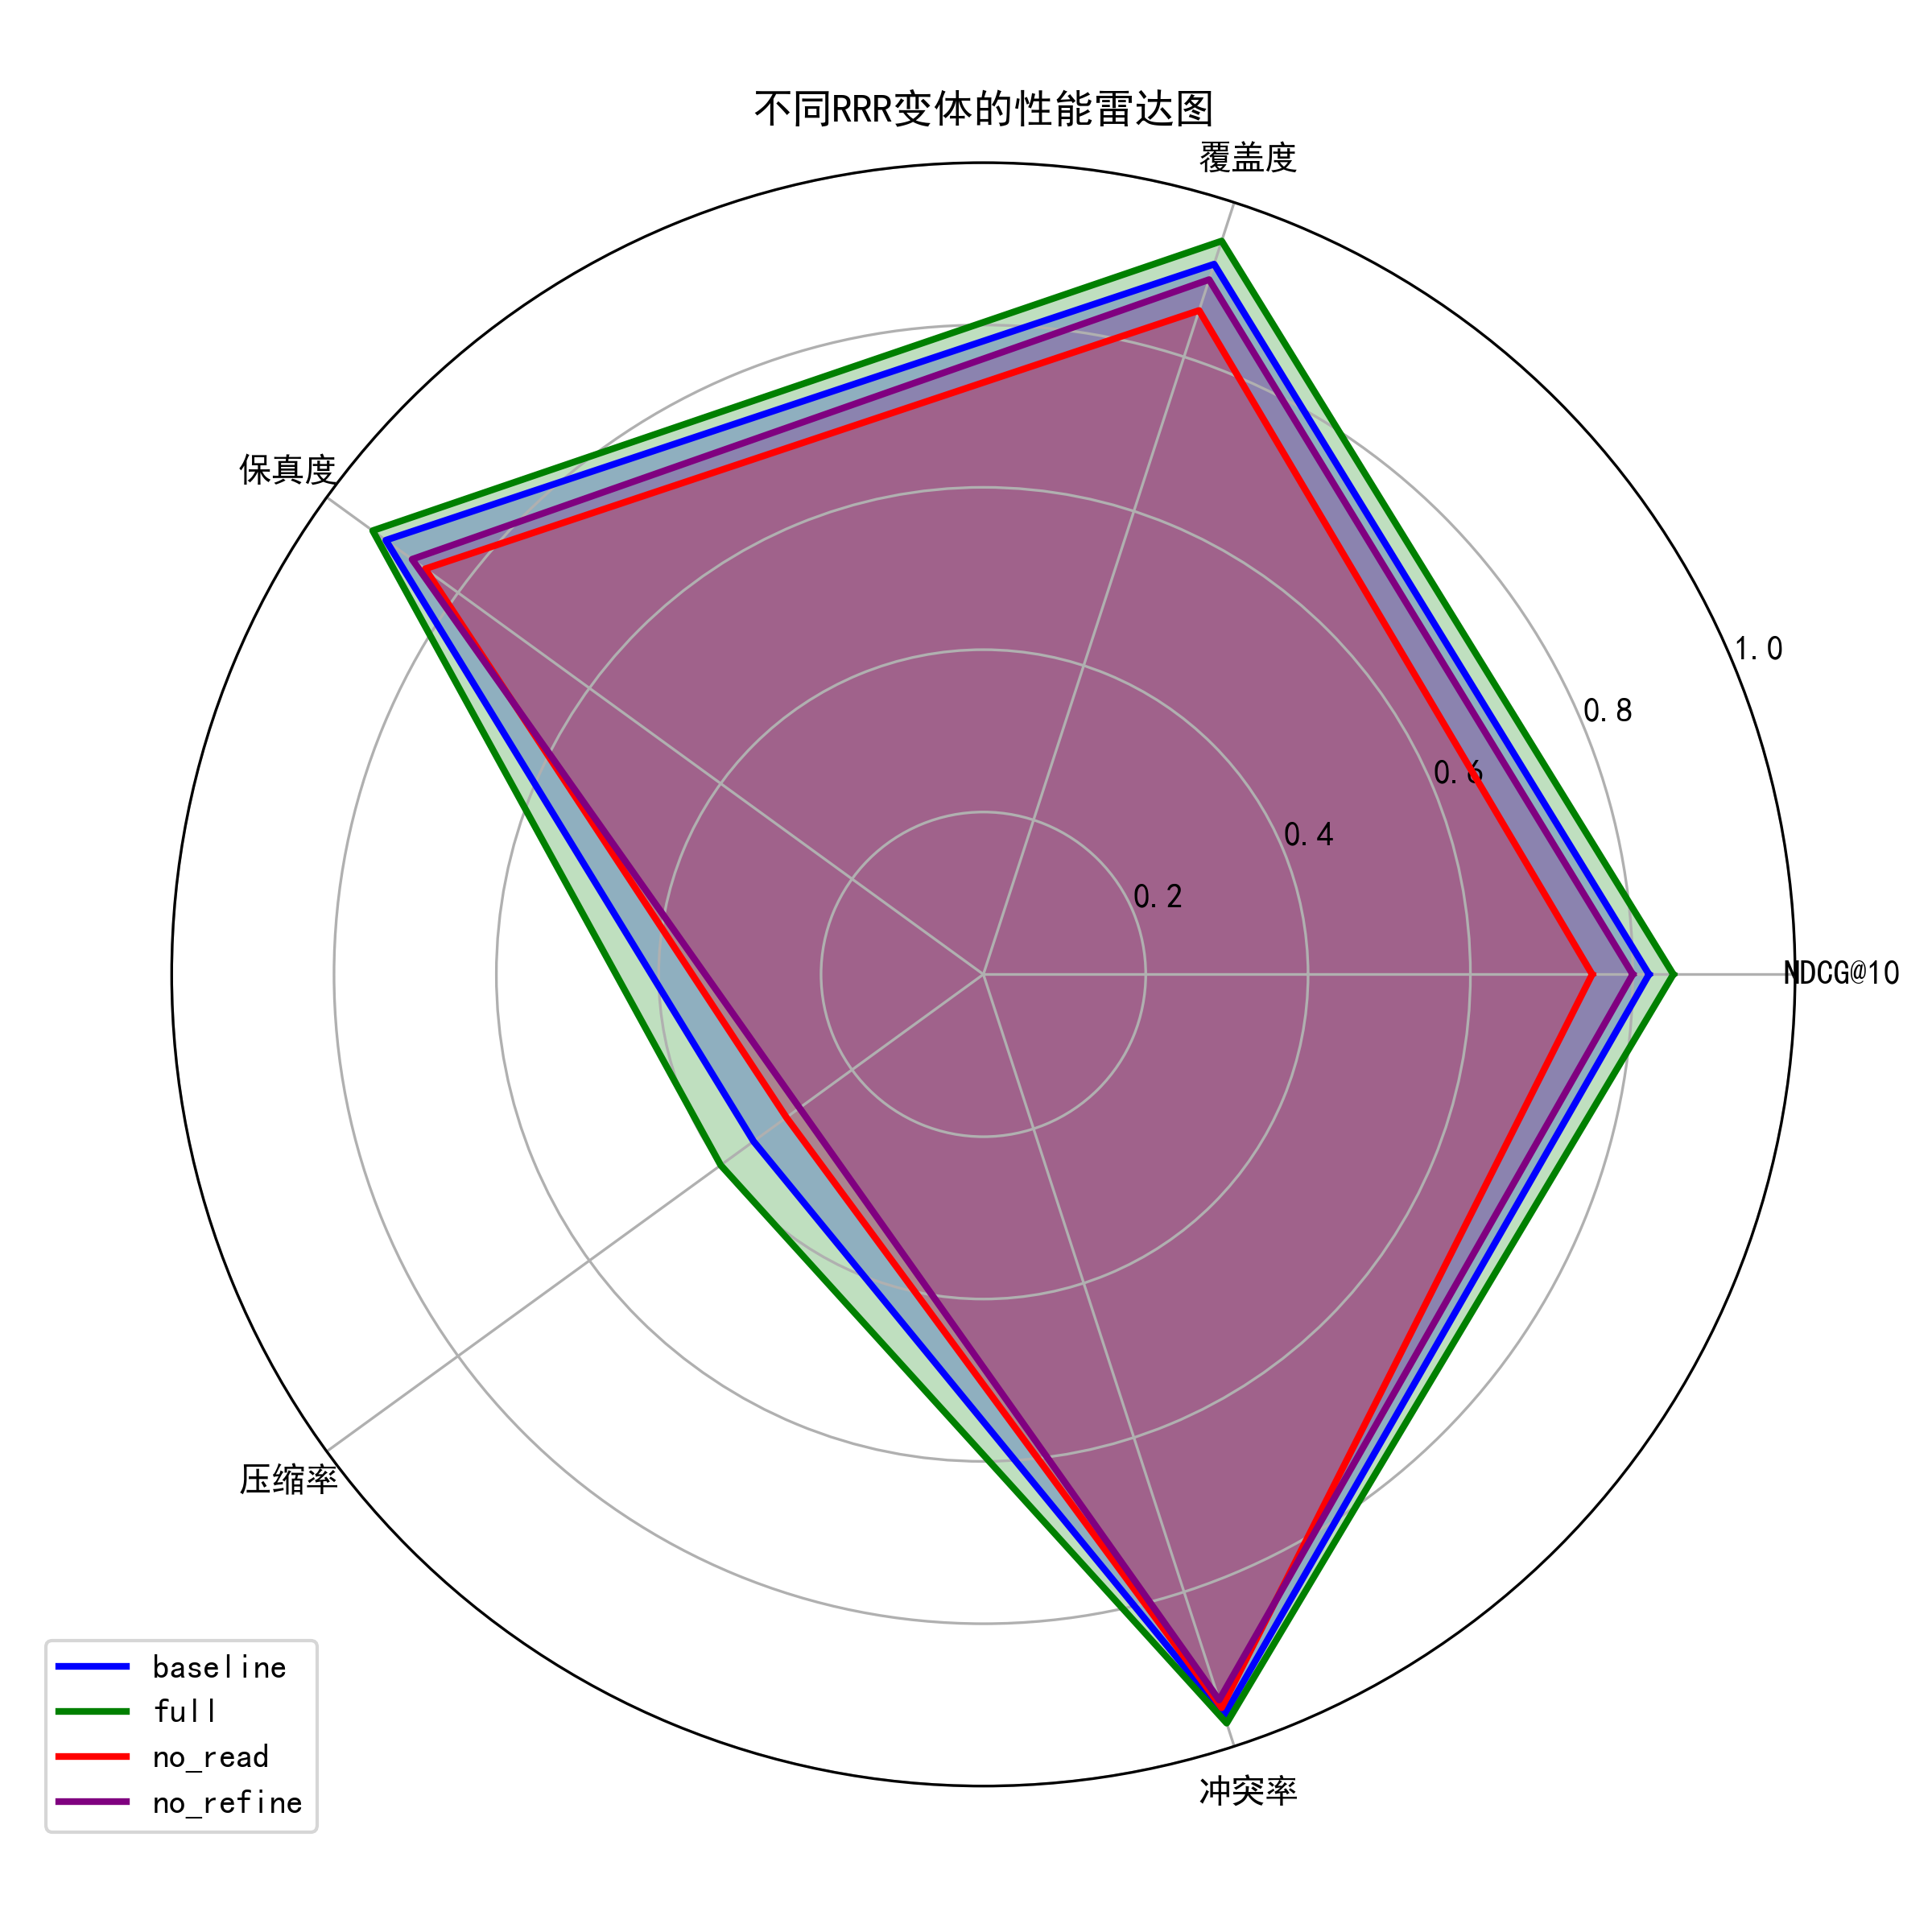 不同RRR变体的性能雷达图
覆盖度
保真度
1.0
0.8
0.6
0.4
0.2
NDCG@10
压缩率
冲突率
baseline
full
no_read
no_refine